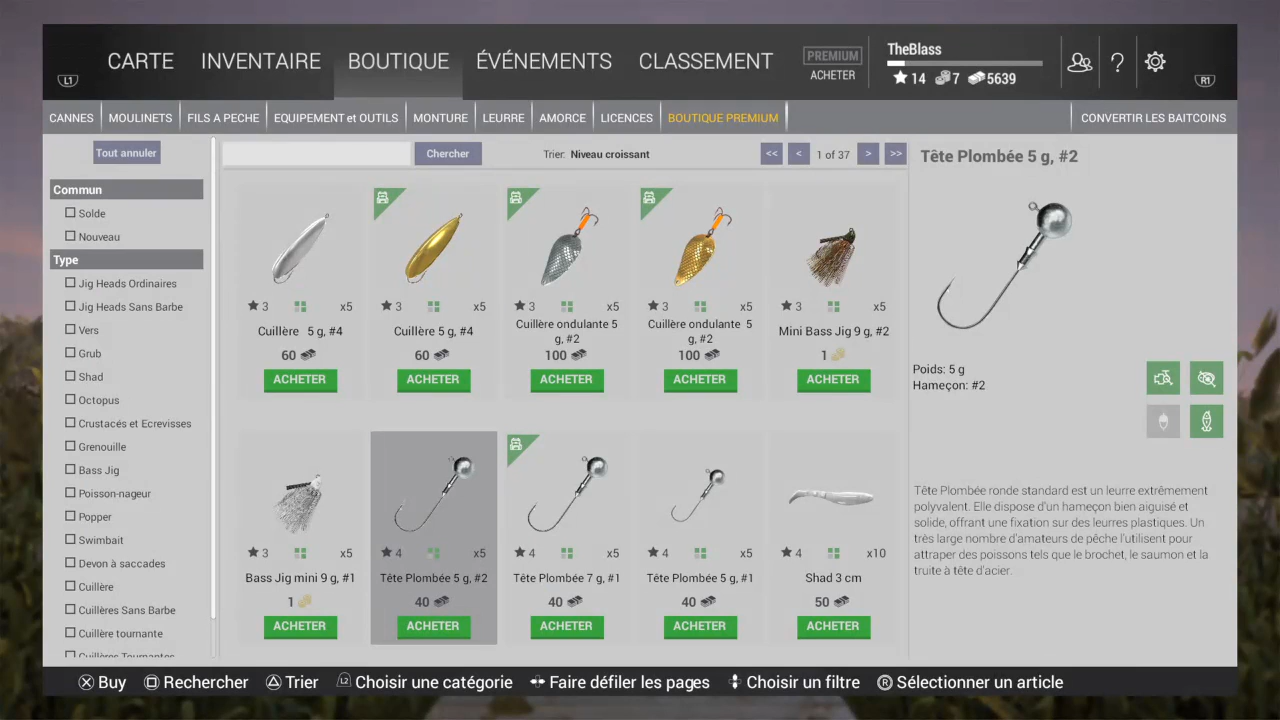 L1
CARTE
INVENTAIRE
BOUTIQUE
ÉVÉNEMENTS
CLASSEMENT
PREMIUM
ACHETER
TheBlass
14 7 5639
?
R1
CANNES
MOULINETS
FILS A PECHE
EQUIPEMENT et OUTILS
MONTURE
LEURRE
AMORCE
LICENCES
BOUTIQUE PREMIUM
CONVERTIR LES BAITCOINS
Tout annuler
Commun
Solde
Nouveau
Type
Jig Heads Ordinaires
Jig Heads Sans Barbe
Vers
Grub
Shad
Octopus
Crustacés et Ecrevisses
Grenouille
Bass Jig
Poisson-nageur
Popper
Swimbait
Devon à saccades
Cuillère
Cuillères Sans Barbe
Cuillère tournante
Cuillères Tournantes
Chercher
Trier: Niveau croissant
<< < 1 of 37 > >>
3 x5
Cuillère 5 g, #4
60
ACHETER
3 x5
Cuillère 5 g, #4
60
ACHETER
3 x5
Cuillère ondulante 5
g, #2
100
ACHETER
3 x5
Cuillère ondulante 5
g, #2
100
ACHETER
3 x5
Mini Bass Jig 9 g, #2
1
ACHETER
3 x5
Bass Jig mini 9 g, #1
1
ACHETER
4 x5
Tête Plombée 5 g, #2
40
ACHETER
4 x5
Tête Plombée 7 g, #1
40
ACHETER
4 x5
Tête Plombée 5 g, #1
40
ACHETER
4 x10
Shad 3 cm
50
ACHETER
Tête Plombée 5 g, #2
Poids: 5 g
Hameçon: #2
Tête Plombée ronde standard est un leurre extrêmement
polyvalent. Elle dispose d'un hameçon bien aiguisé et
solide, offrant une fixation sur des leurres plastiques. Un
très large nombre d'amateurs de pêche l'utilisent pour
attraper des poissons tels que le brochet, le saumon et la
truite à tête d'acier.
Buy
Rechercher
Trier
L2 Choisir une catégorie
Faire défiler les pages
Choisir un filtre
R Sélectionner un article